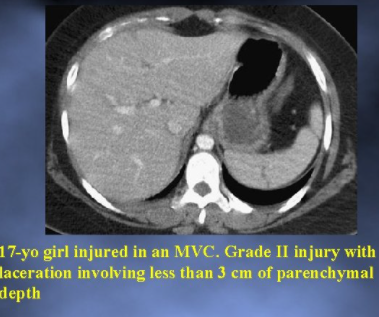 17-yo girl injured in an MVC. Grade II injury with
laceration involving less than 3 cm of parenchymal
depth